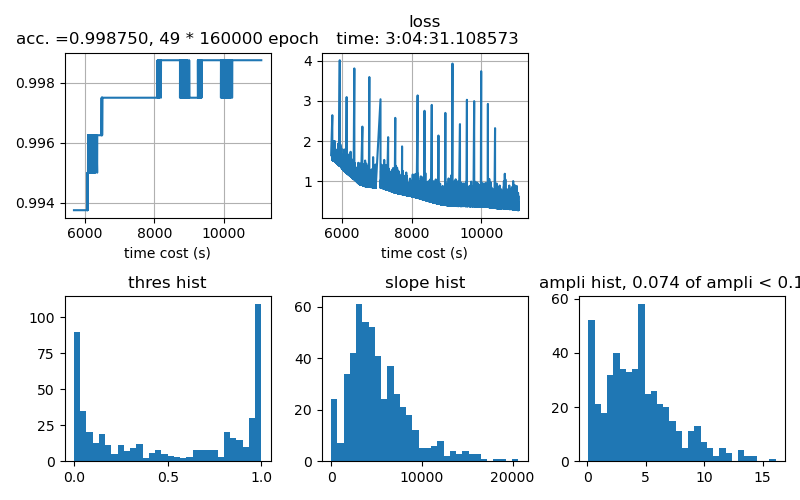 acc. =0.998750, 49 * 160000 epoch
0.998
0.996
0.994
6000 8000 10000
time cost (s)
loss
time: 3:04:31.108573
4
3
2
1
6000 8000 10000
time cost (s)
thres hist
100
75
50
25
0
0.0 0.5 1.0
slope hist
60
40
20
0
0 10000 20000
ampli hist, 0.074 of ampli < 0.1
60
40
20
0
0 5 10 15